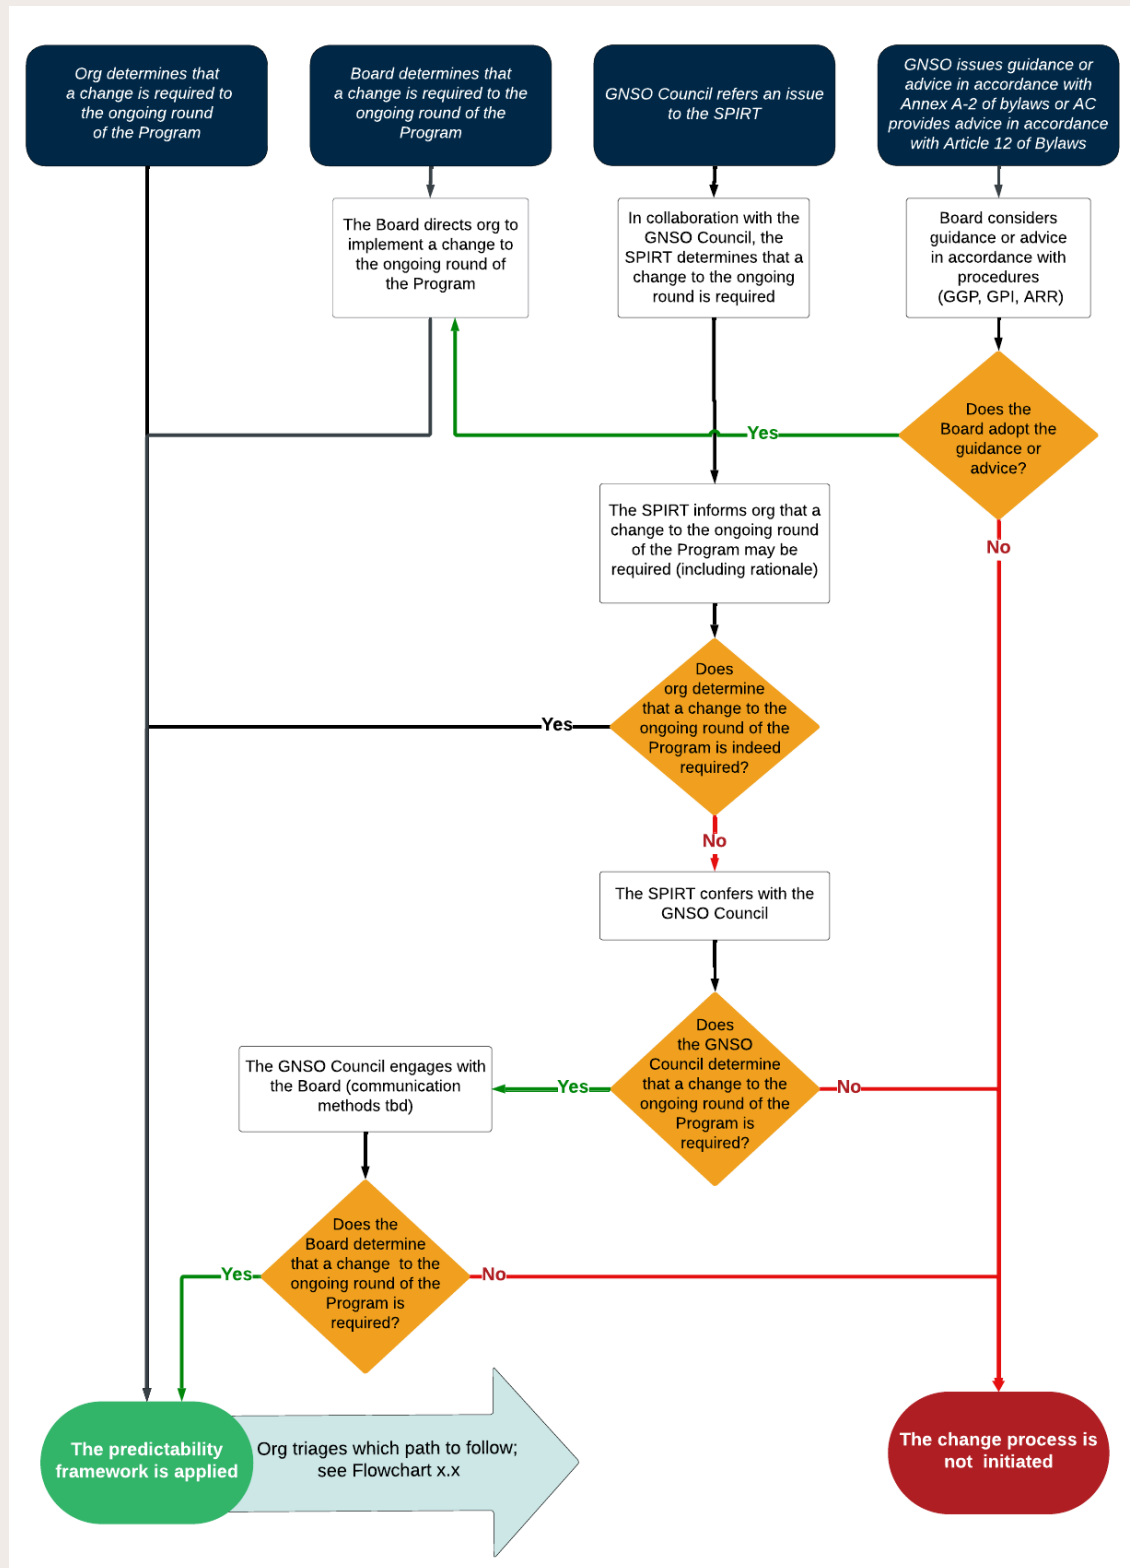 Org determines that
a change is required to
the ongoing round
of the Program
Board determines that
a change is required to the
ongoing round of the
Program
GNSO Council refers an issue
to the SPIRT
GNSO issues guidance or
advice in accordance with
Annex A-2 of bylaws or AC
provides advice in accordance
with Article 12 of Bylaws
The Board directs org to
implement a change to
the ongoing round of
the Program
In collaboration with the
GNSO Council, the
SPIRT determines that a
change to the ongoing
round is required
Board considers
guidance or advice
in accordance with
procedures
(GGP, GPI, ARR)
Does the
Board adopt the
guidance or
advice?
Yes
No
The SPIRT informs org that a
change to the ongoing round
of the Program may be
required (including rationale)
Does
org determine
that a change to the
ongoing round of the
Program is indeed
required?
Yes
No
The SPIRT confers with the
GNSO Council
Does
the GNSO
Council determine
that a change to the
ongoing round of the
Program is
required?
Yes
No
The GNSO Council engages with
the Board (communication
methods tbd)
Does the
Board determine
that a change to the
ongoing round of the
Program is
required?
Yes
No
The predictability
framework is applied
Org triages which path to follow;
see Flowchart x.x
The change process is
not initiated